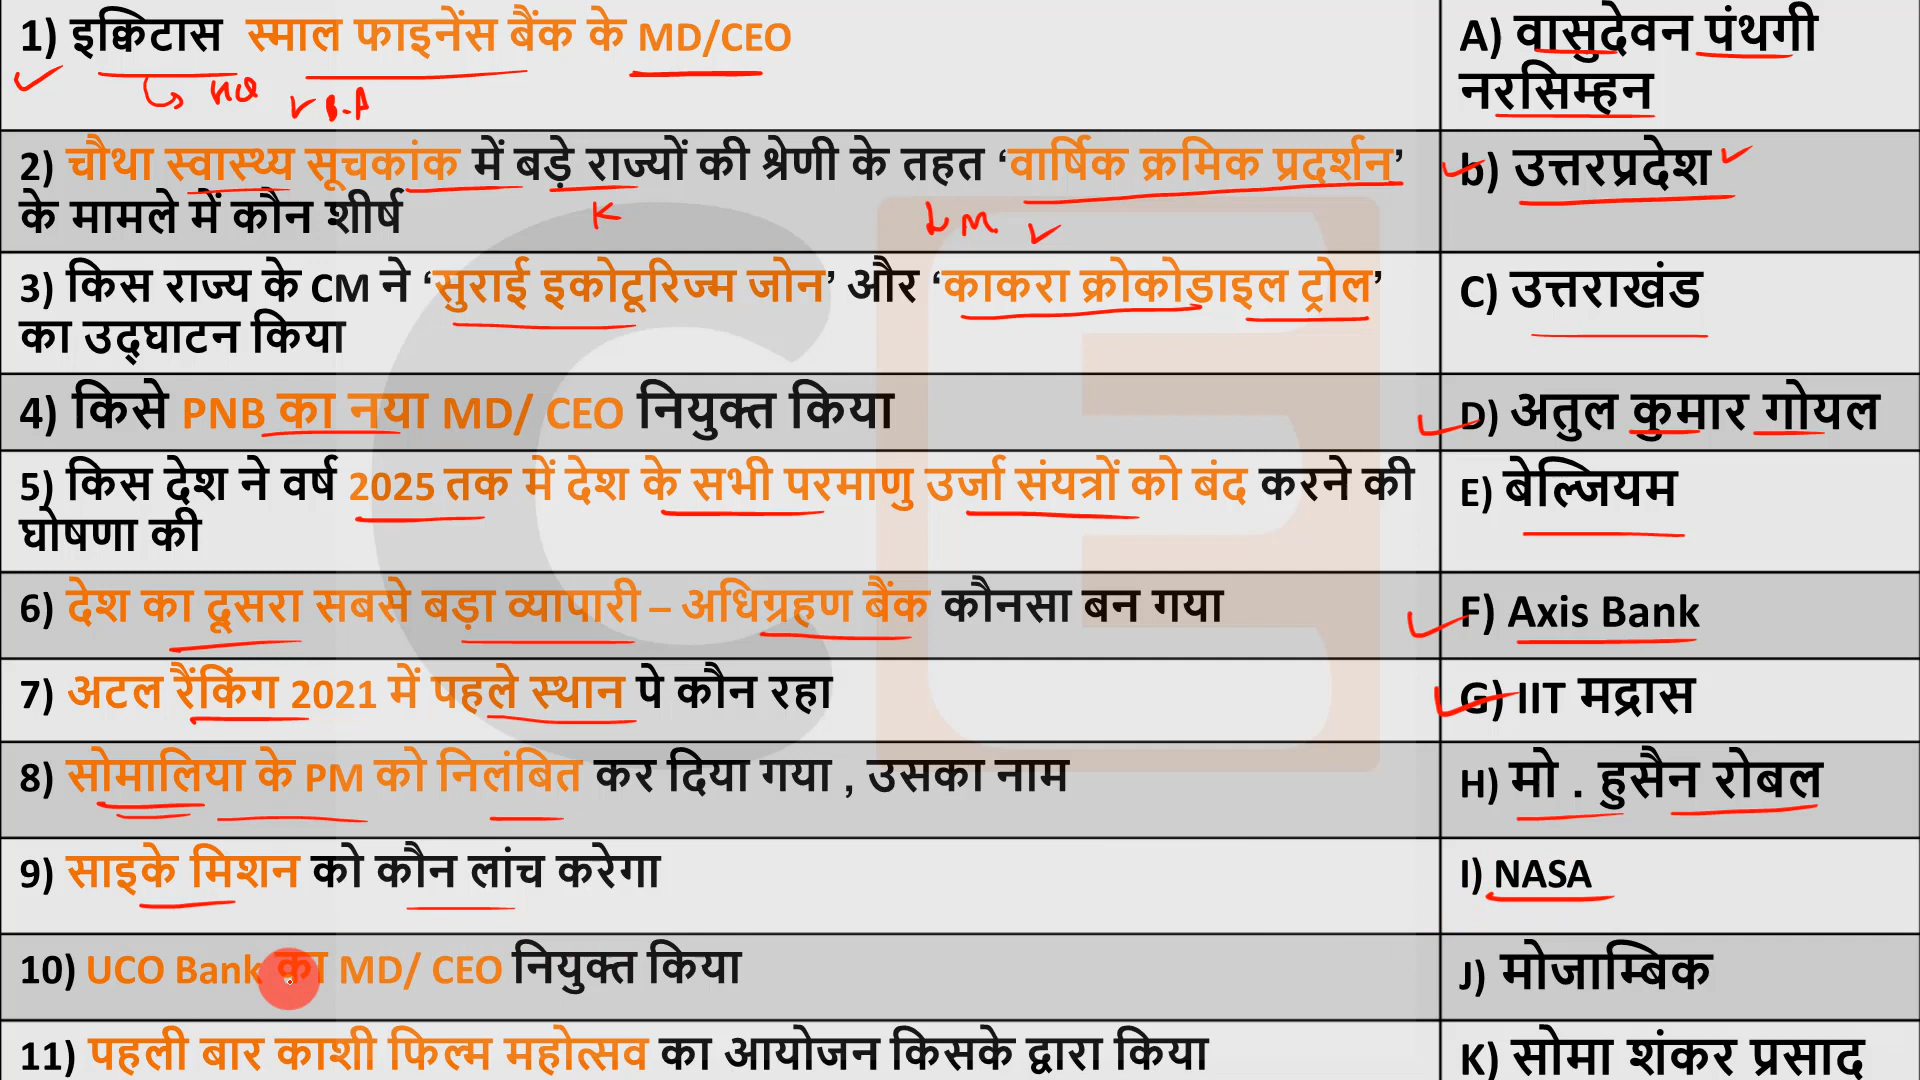 1) इक्विटास स्माल फाइनेंस बैंक के MD/CEO
A) वासुदेवन पंथगी
नरसिम्हन
2) चौथा स्वास्थ्य सूचकांक में बड़े राज्यों की श्रेणी के तहत ‘वार्षिक क्रमिक प्रदर्शन’
के मामले में कौन शीर्ष
b) उत्तरप्रदेश
K
3) किस राज्य के CM ने ‘सुराई इकोटूरिज्म जोन’ और ‘काकरा क्रोकोडाइल ट्रोल’
का उद्घाटन किया
C) उत्तराखंड
4) किसे PNB का नया MD/ CEO नियुक्त किया
D) अतुल कुमार गोयल
5) किस देश ने वर्ष 2025 तक में देश के सभी परमाणु उर्जा संयत्रों को बंद करने की
घोषणा की
E) बेल्जियम
6) देश का दूसरा सबसे बड़ा व्यापारी – अधिग्रहण बैंक कौनसा बन गया
F) Axis Bank
7) अटल रैंकिंग 2021 में पहले स्थान पे कौन रहा
G) IIT मद्रास
8) सोमालिया के PM को निलंबित कर दिया गया , उसका नाम
H) मो . हुसैन रोबल
9) साइके मिशन को कौन लांच करेगा
I) NASA
10) UCO Bank का MD/ CEO नियुक्त किया
J) मोजाम्बिक
11) पहली बार काशी फिल्म महोत्सव का आयोजन किसके द्वारा किया
K) सोमा शंकर प्रसाद